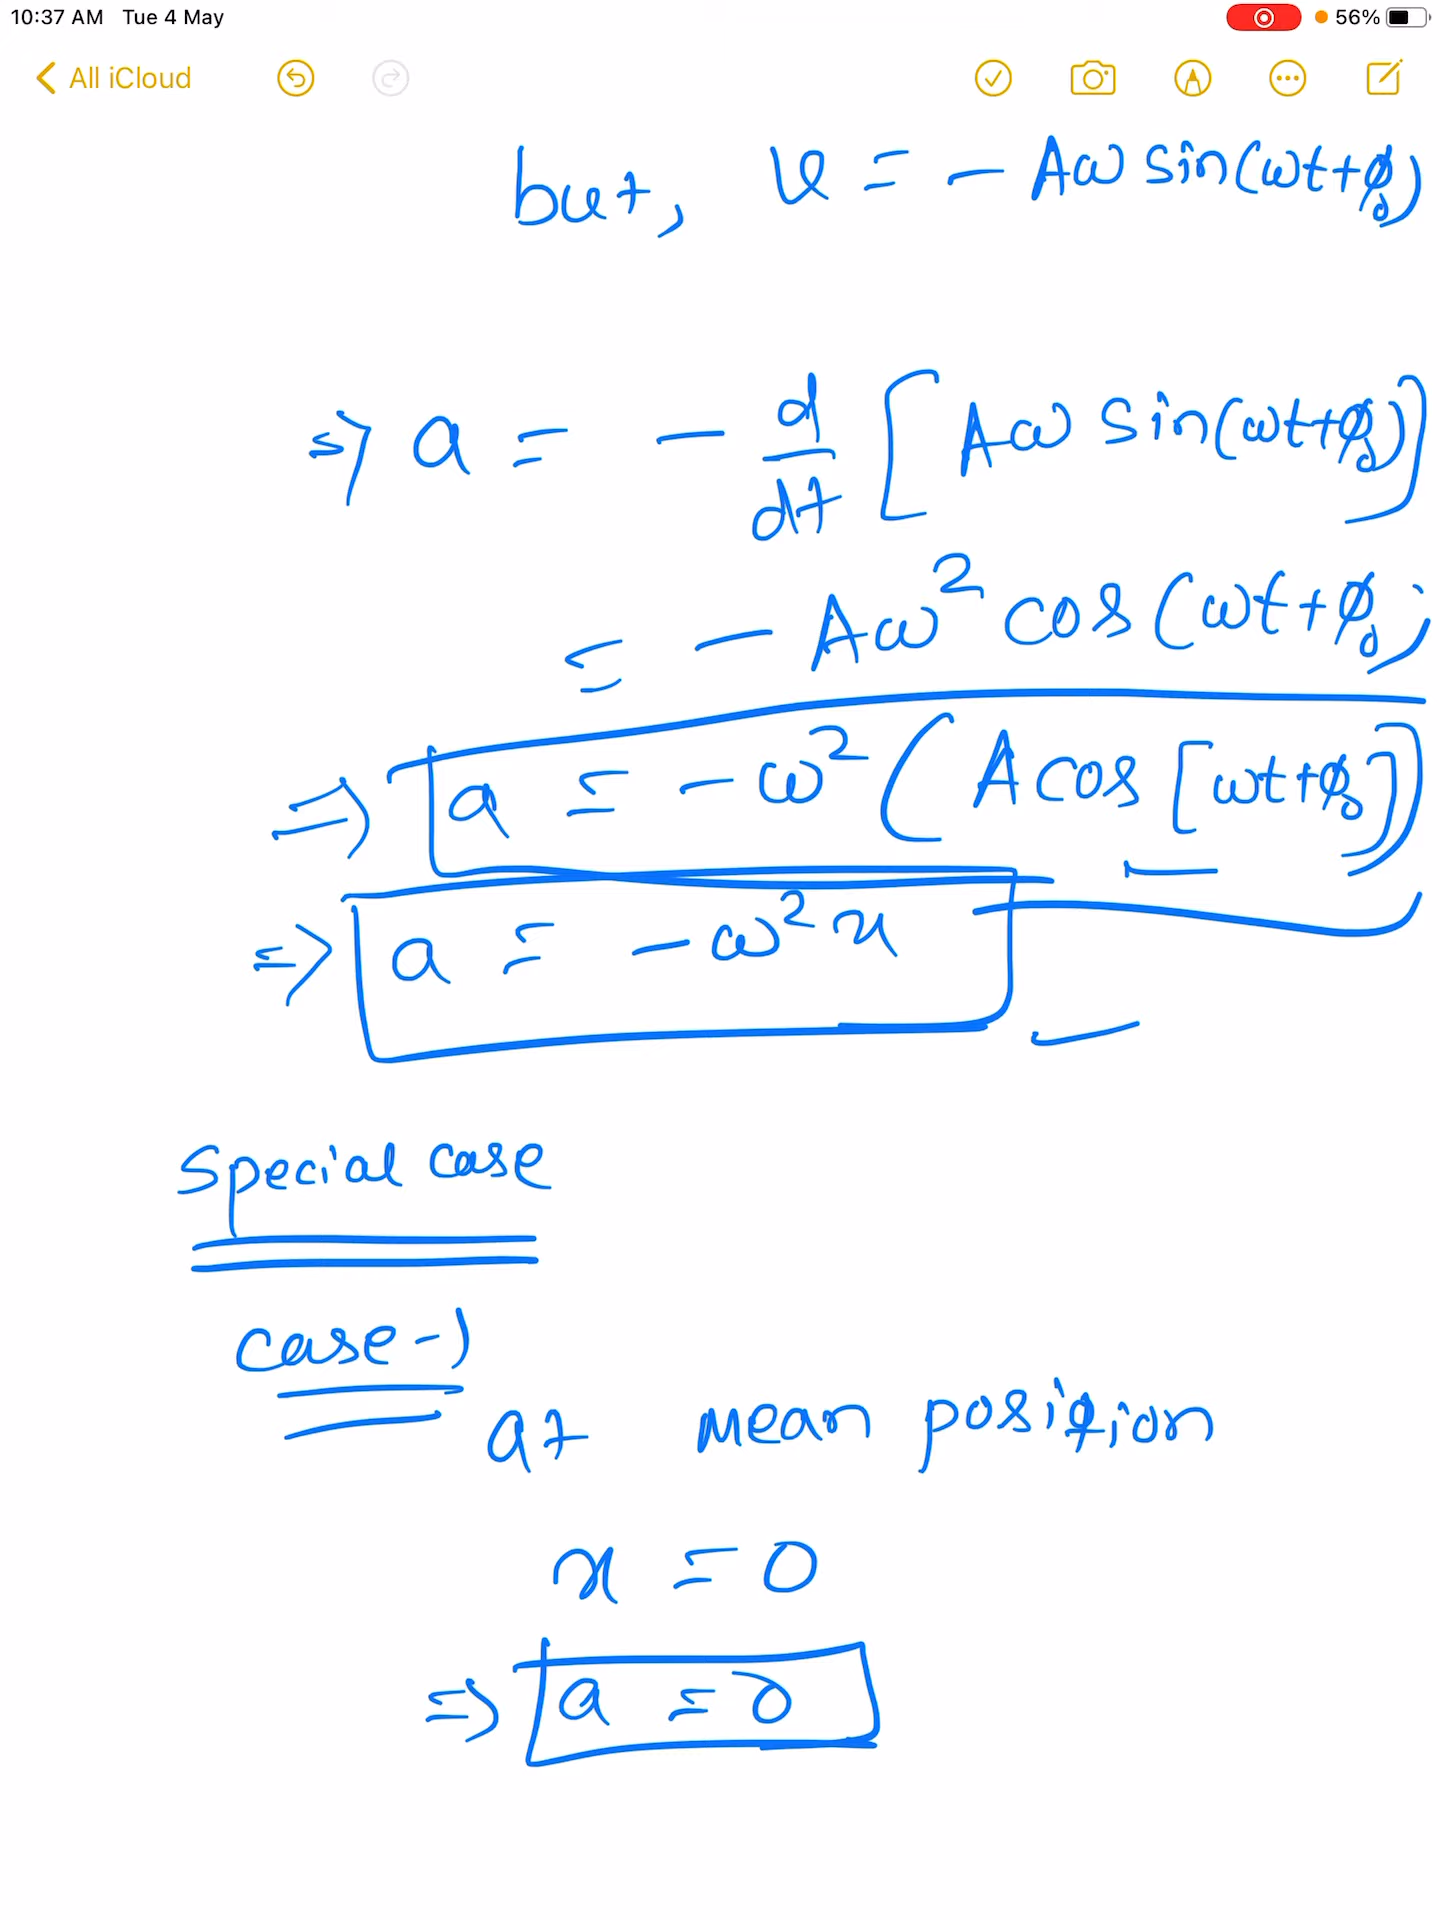 10:37 AM Tue 4 May 56%
All iCloud
but, v = - Aω sin(ωt+ϕ₀)
⇒ a = - d/dt [Aω sin(ωt+ϕ₀)]
= - Aω² cos(ωt+ϕ₀)
⇒ a = - ω² (A cos [ωt+ϕ₀])
⇒ a = - ω² x
Special case
case-1
at mean position
x = 0
⇒ a = 0